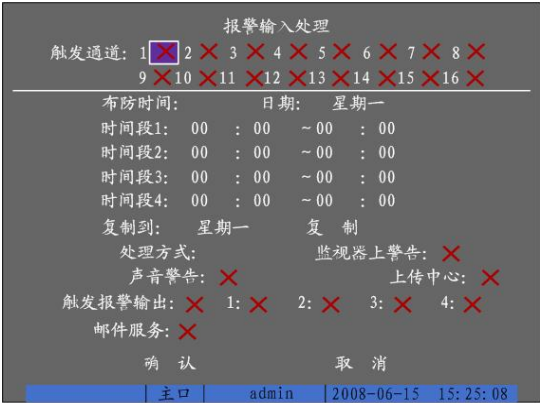 报警输入处理
触发通道: 1 2 3 4 5 6 7 8
9 10 11 12 13 14 15 16
布防时间: 日期: 星期一
时间段1: 00 : 00 ~ 00 : 00
时间段2: 00 : 00 ~ 00 : 00
时间段3: 00 : 00 ~ 00 : 00
时间段4: 00 : 00 ~ 00 : 00
复制到: 星期一 复 制
处理方式: 监视器上警告:
声音警告: 上传中心:
触发报警输出: 1: 2: 3: 4:
邮件服务:
确 认 取 消
主口 admin 2008-06-15 15:25:08